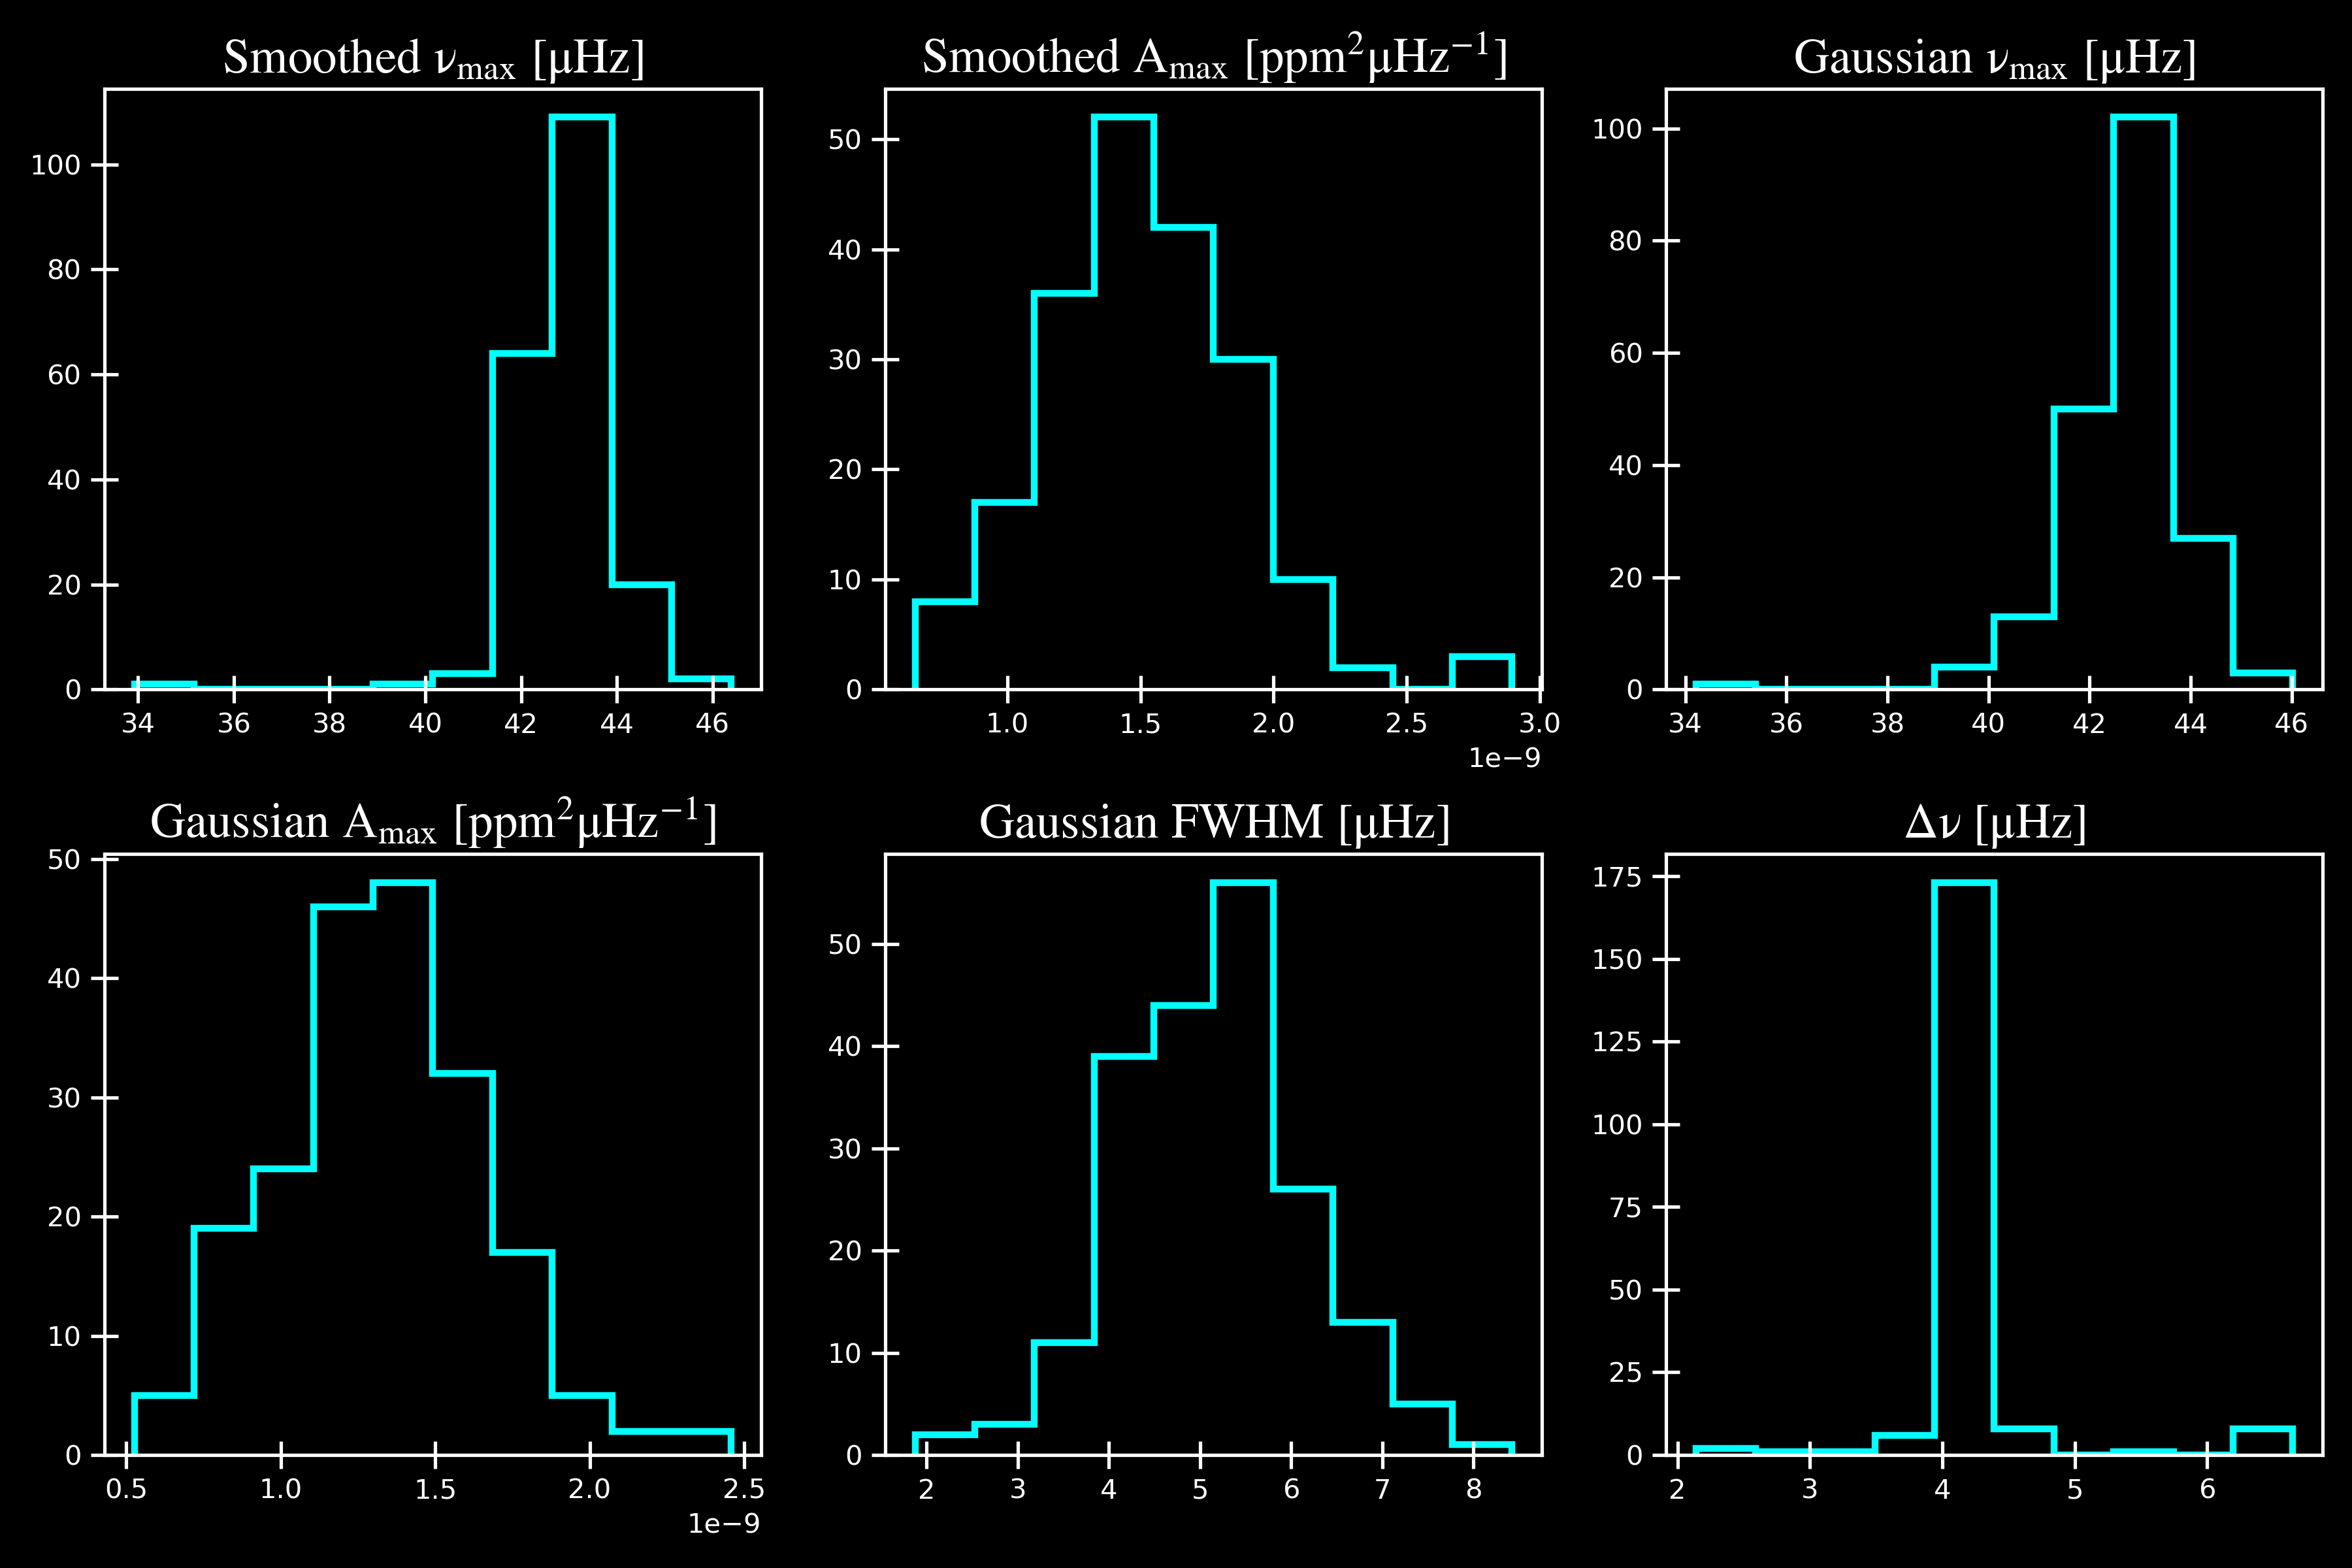 Smoothed νmax [μHz]
Smoothed Amax [ppm²μHz⁻¹]
Gaussian νmax [μHz]
100
80
60
40
20
0
34 36 38 40 42 44 46
50
40
30
20
10
0
1.0 1.5 2.0 2.5 3.0
1e−9
100
80
60
40
20
0
34 36 38 40 42 44 46
Gaussian Amax [ppm²μHz⁻¹]
Gaussian FWHM [μHz]
Δν [μHz]
50
40
30
20
10
0
0.5 1.0 1.5 2.0 2.5
1e−9
50
40
30
20
10
0
2 3 4 5 6 7 8
175
150
125
100
75
50
25
0
2 3 4 5 6